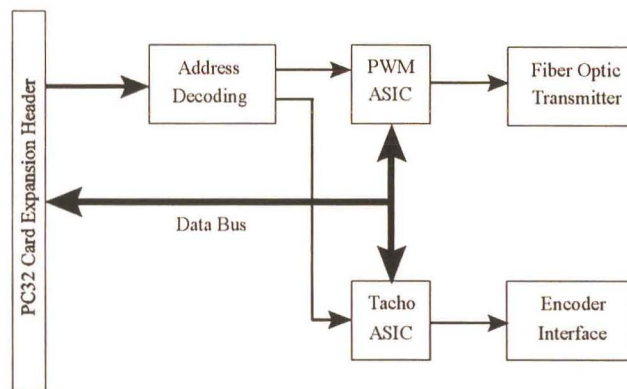 PC32 Card Expansion Header
Address
Decoding
PWM
ASIC
Fiber Optic
Transmitter
Data Bus
Tacho
ASIC
Encoder
Interface